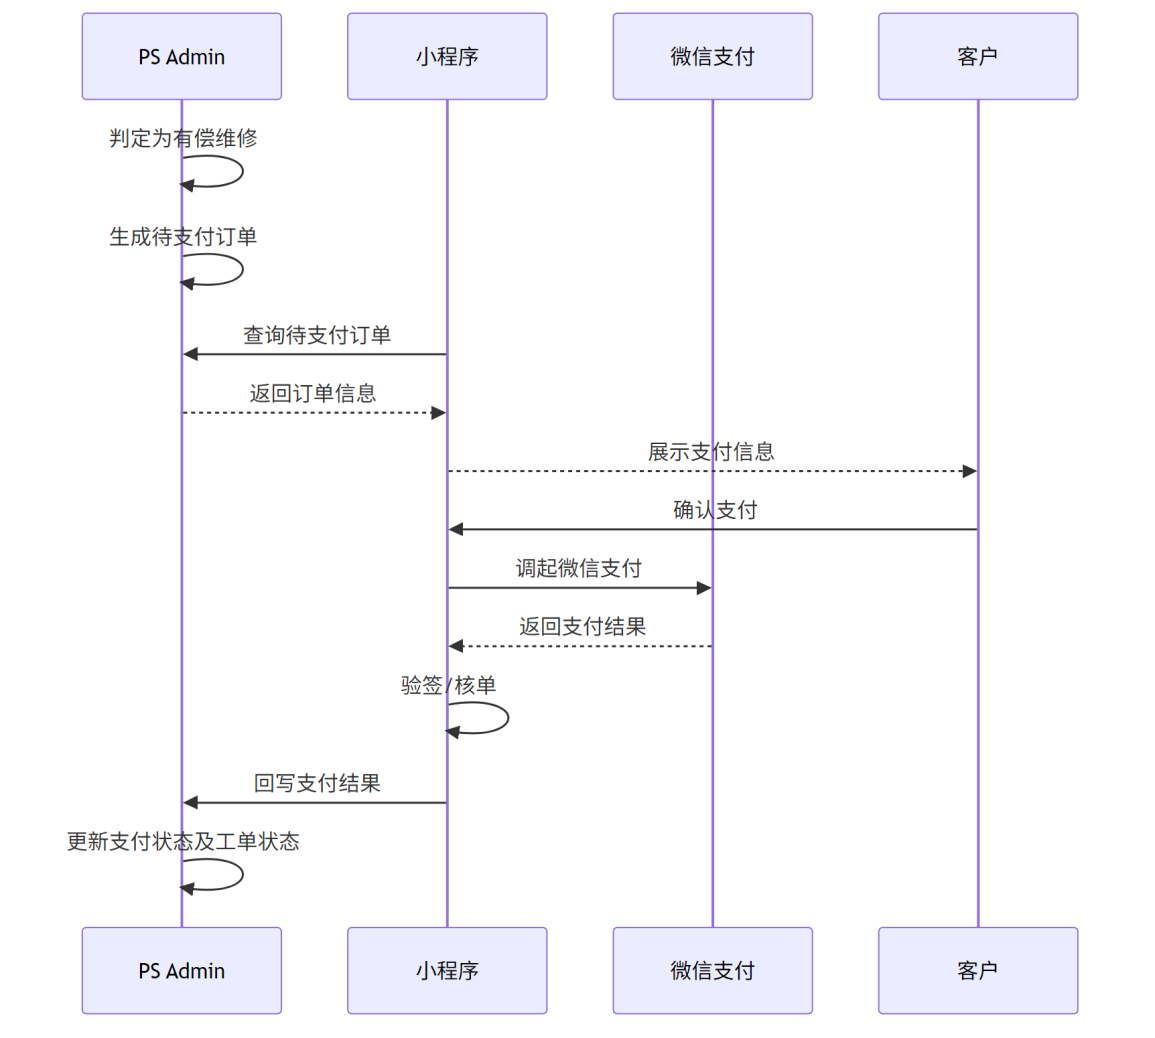 PS Admin
小程序
微信支付
客户
判定为有偿维修
生成待支付订单
查询待支付订单
返回订单信息
展示支付信息
确认支付
调起微信支付
返回支付结果
验签/核单
回写支付结果
更新支付状态及工单状态
PS Admin
小程序
微信支付
客户